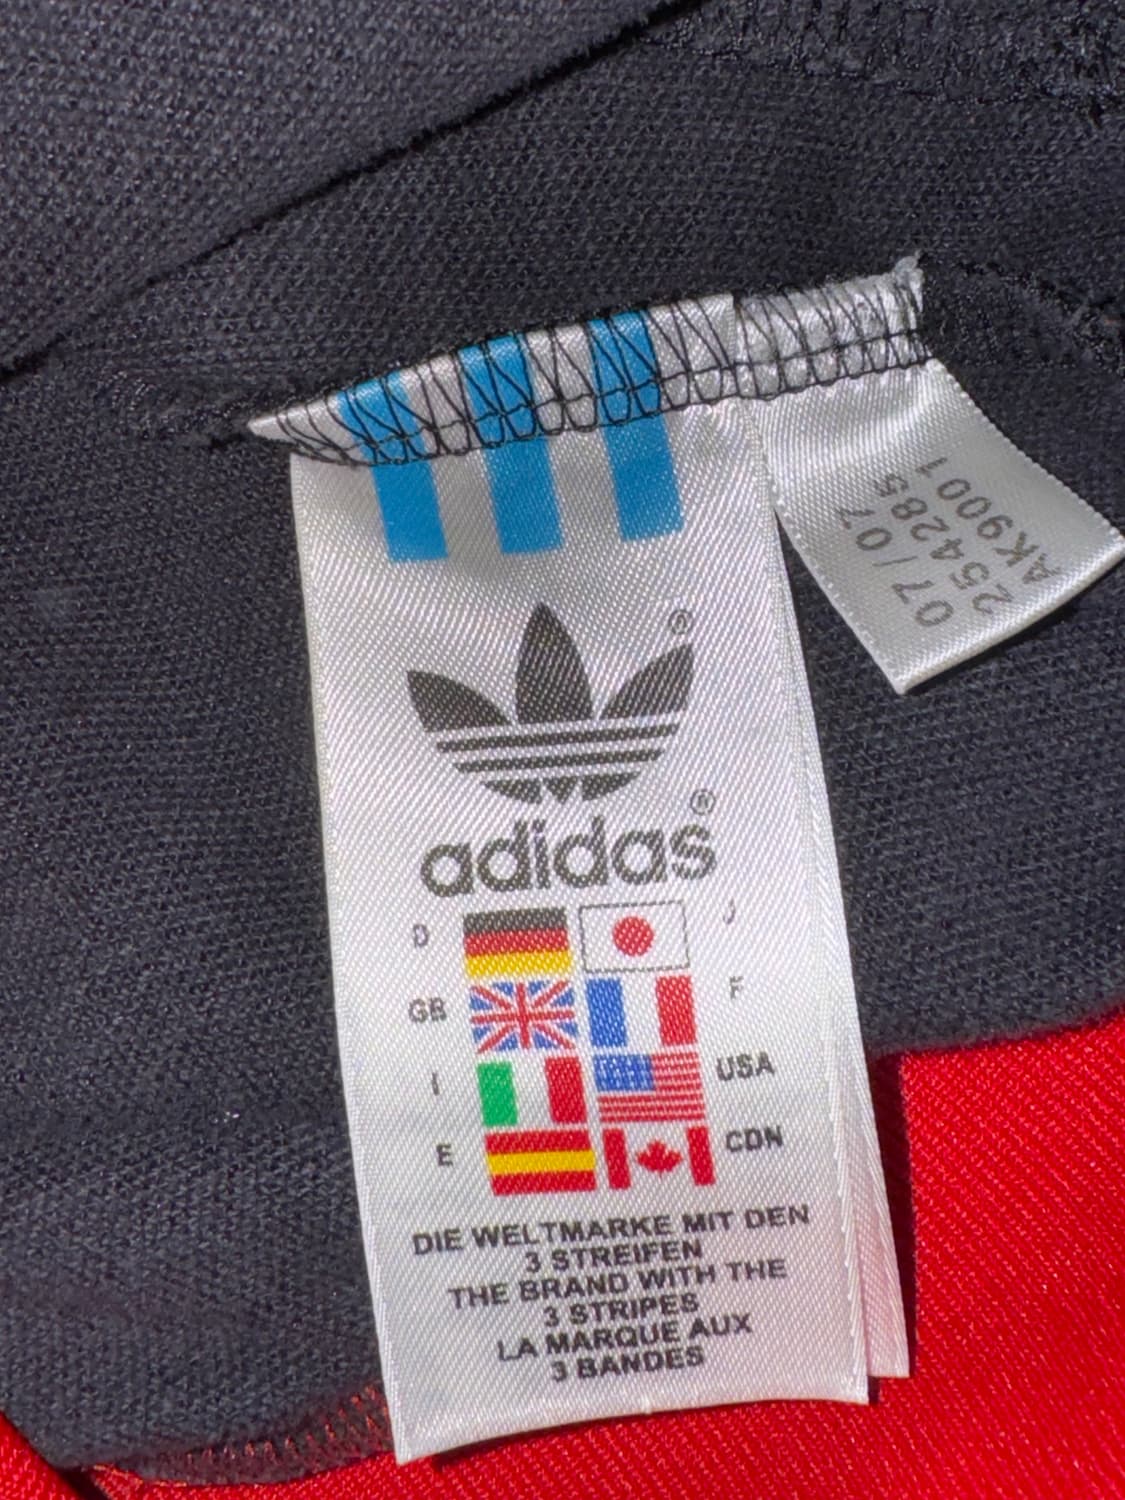 07/07
254285
AK9001
®
®
adidas
D J
GB F
I USA
E CDN
DIE WELTMARKE MIT DEN
3 STREIFEN
THE BRAND WITH THE
3 STRIPES
LA MARQUE AUX
3 BANDES